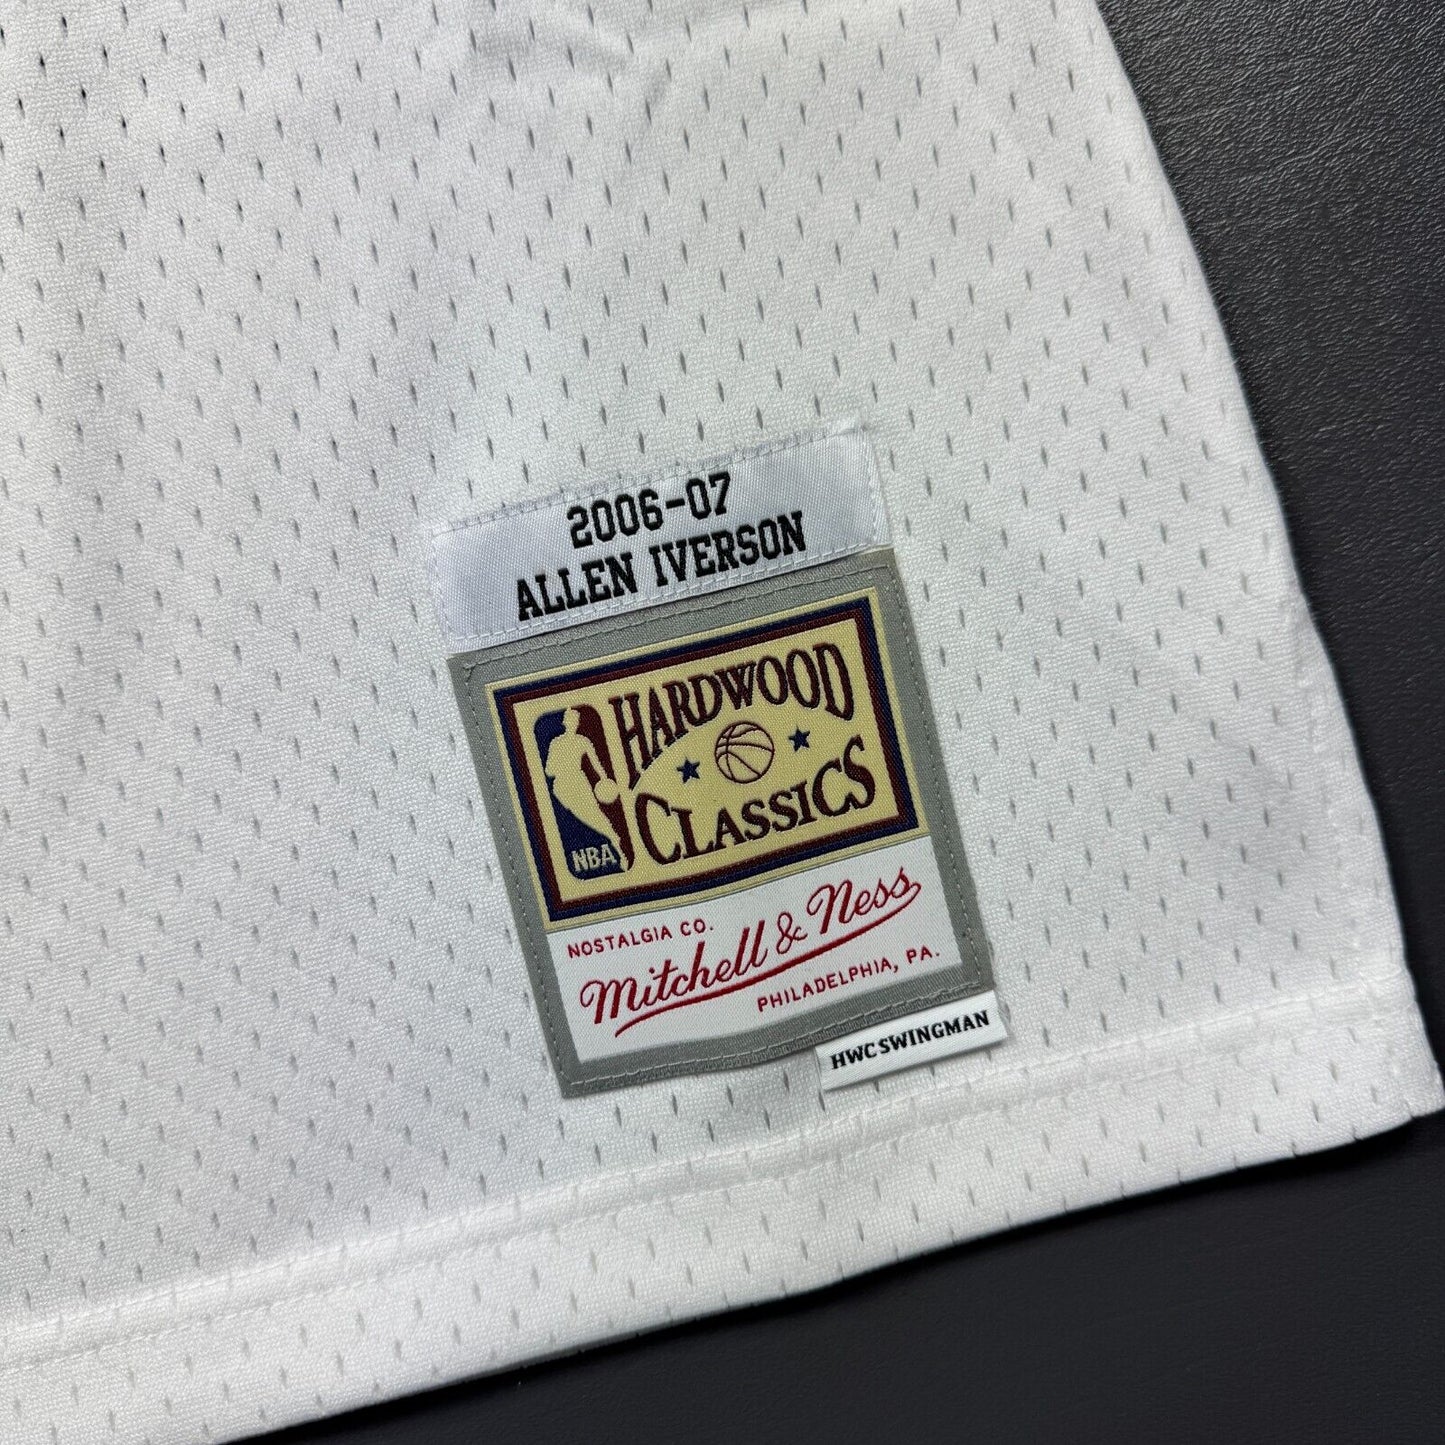 2006-07
ALLEN IVERSON
HARDWOOD
CLASSICS
NBA
NOSTALGIA CO.
Mitchell & Ness
PHILADELPHIA, PA.
HWC SWINGMAN